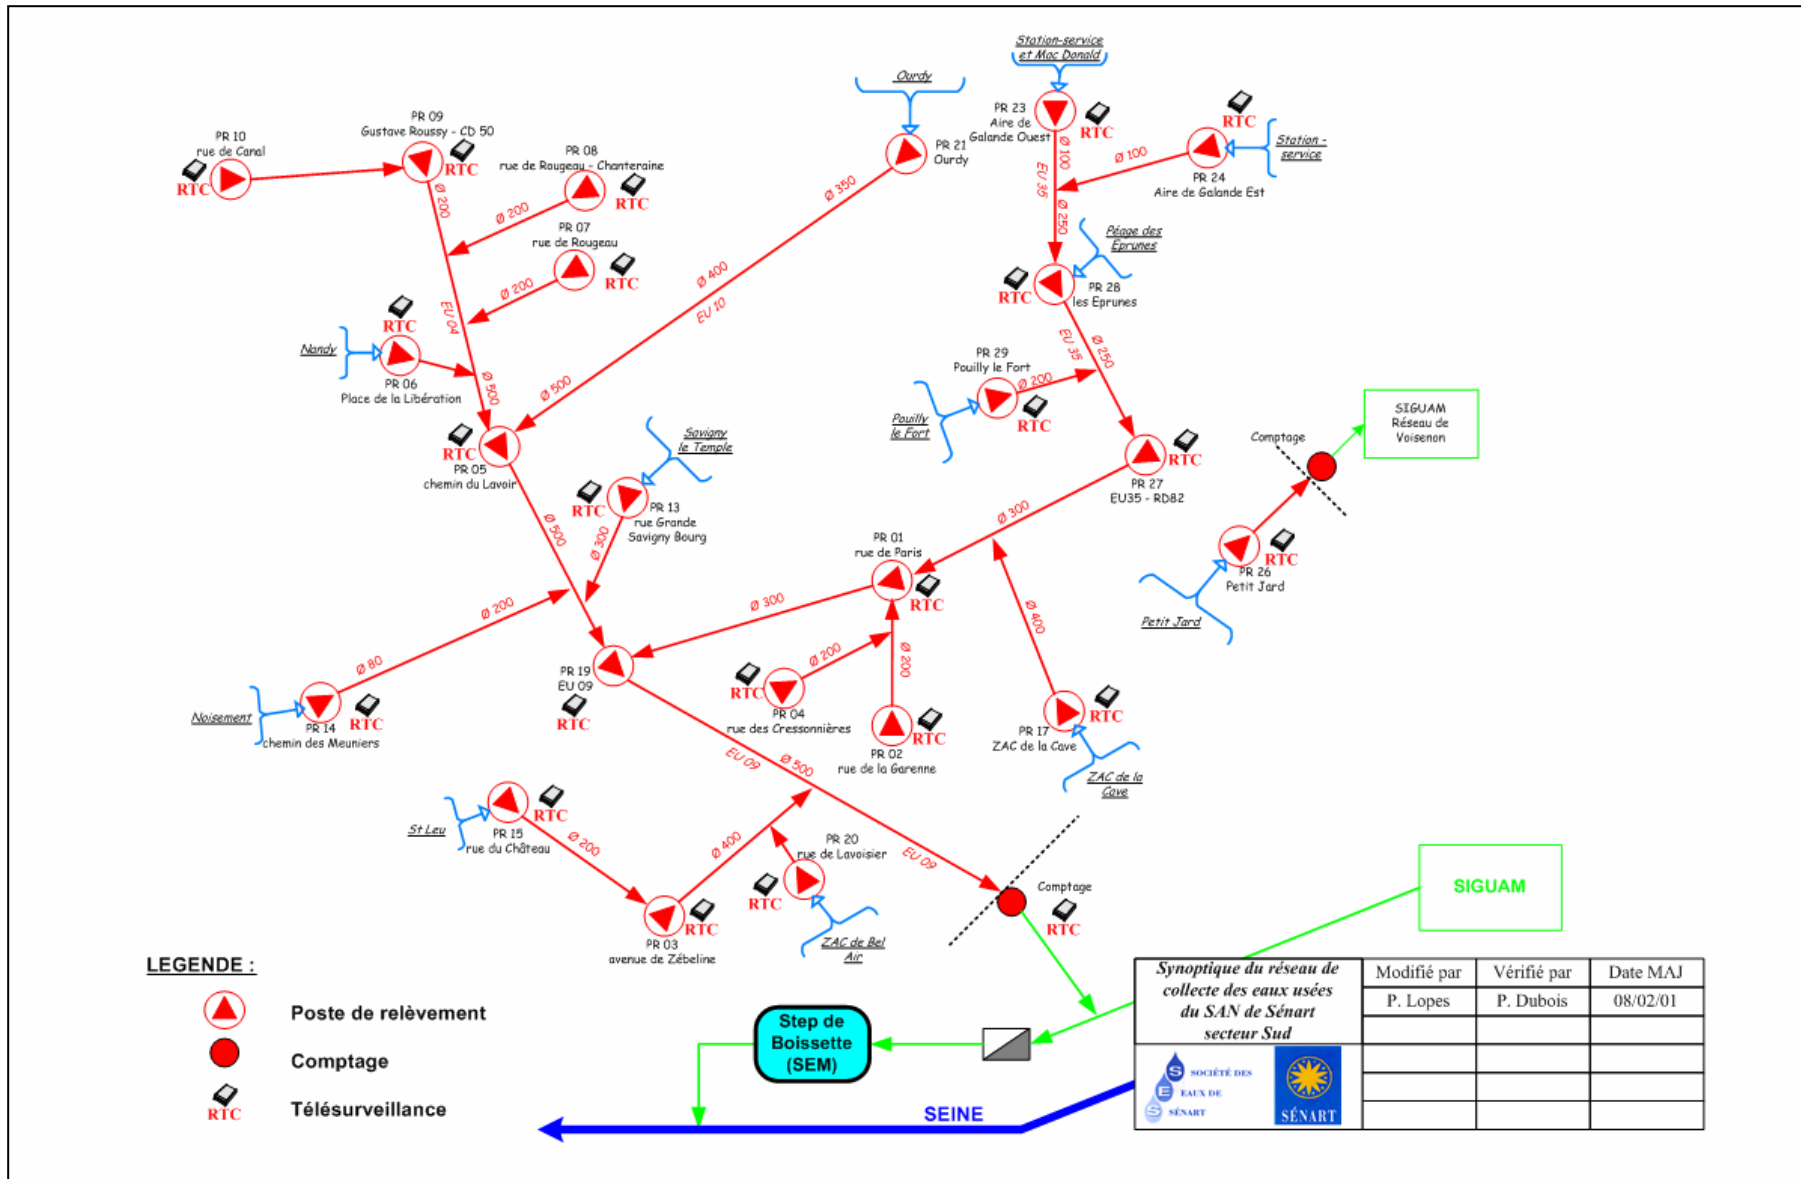 Station-service
et Mac Donald
Ourdy
PR 23
Aire de
Galande Ouest
RTC
RTC
Station -
service
PR 24
Aire de Galande Est
Ø 100
Ø 100
EU 35
Ø 250
PR 10
rue de Canal
RTC
PR 09
Gustave Roussy - CD 50
RTC
PR 08
rue de Rougeau - Chanteraine
RTC
PR 21
Ourdy
Ø 200
Ø 200
Ø 350
PR 07
rue de Rougeau
RTC
Ø 200
Péage des
Eprunes
RTC
PR 28
les Eprunes
Ø 400
EU 10
EU 04
RTC
Nandy
PR 06
Place de la Libération
Ø 500
Ø 500
EU 35
Ø 250
PR 29
Pouilly le Fort
Ø 200
RTC
Pouilly
le Fort
SIGUAM
Réseau de
Voisenon
Comptage
RTC
PR 05
chemin du Lavoir
Savigny
le Temple
RTC
PR 27
EU35 - RD82
RTC
PR 13
rue Grande
Savigny Bourg
Ø 500
Ø 300
Ø 300
PR 01
rue de Paris
RTC
RTC
PR 26
Petit Jard
Petit Jard
Ø 200
Ø 300
Ø 400
Ø 80
Ø 200
Ø 200
PR 19
EU 09
RTC
RTC
PR 04
rue des Cressonnières
RTC
PR 02
rue de la Garenne
RTC
PR 17
ZAC de la Cave
ZAC de la
Cave
Noisement
RTC
PR 14
chemin des Meuniers
EU 09
Ø 500
RTC
St Leu
PR 15
rue du Château
Ø 200
Ø 400
PR 20
rue de Lavoisier
EU 09
RTC
ZAC de Bel
Air
RTC
PR 03
avenue de Zébeline
Comptage
RTC
SIGUAM
LEGENDE :
Poste de relèvement
Comptage
RTC
Télésurveillance
Step de
Boissette
(SEM)
SEINE
Synoptique du réseau de
collecte des eaux usées
du SAN de Sénart
secteur Sud
Modifié par
Vérifié par
Date MAJ
P. Lopes
P. Dubois
08/02/01
S
E
S
SOCIÉTÉ DES
EAUX DE
SÉNART
SÉNART